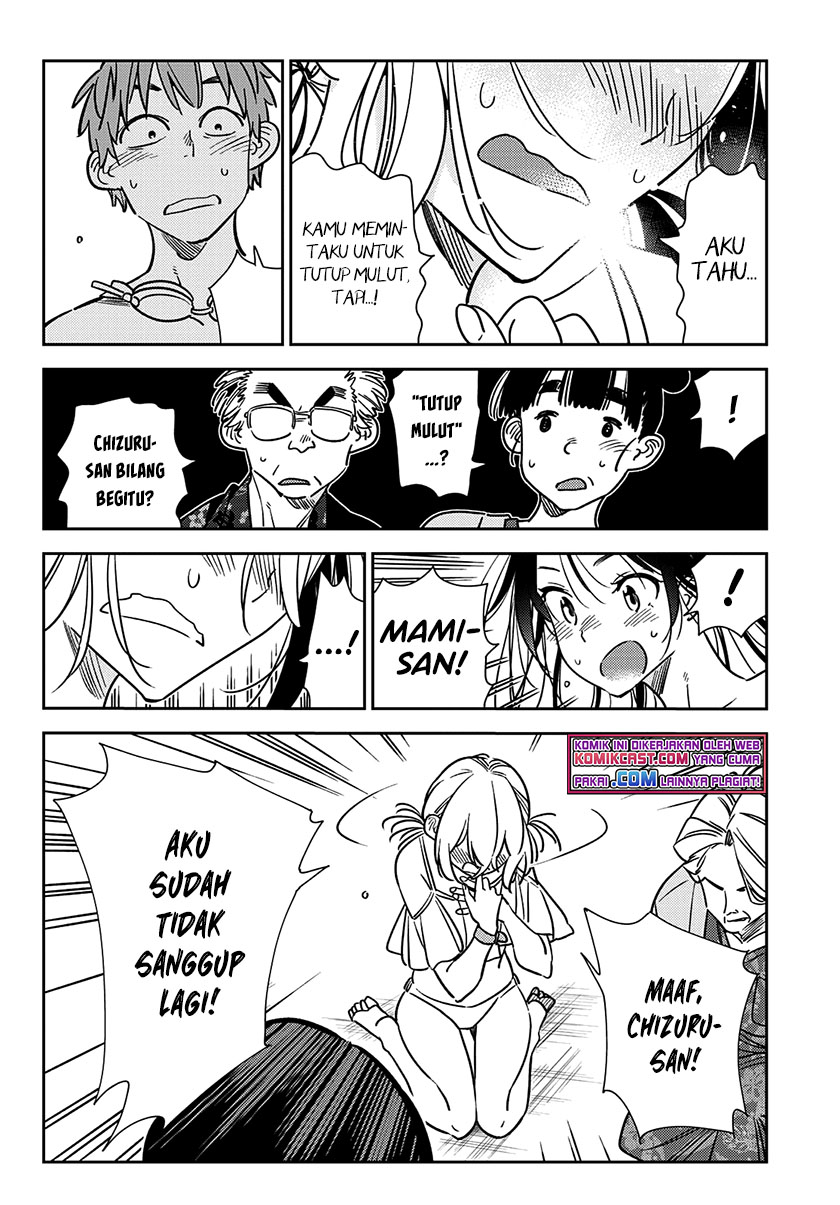 AKU
TAHU...
KAMU MEMIN-
TAKU UNTUK
TUTUP MULUT,
TAPI...!
!
"TUTUP
MULUT"
...?
CHIZURU-
SAN BILANG
BEGITU?
!
MAMI-
SAN!
....!
KOMIK INI DIKERJAKAN OLEH WEB
KOMIKCAST.COM YANG CUMA
PAKAI .COM LAINNYA PLAGIAT!
MAAF,
CHIZURU-
SAN!
AKU
SUDAH
TIDAK
SANGGUP
LAGI!